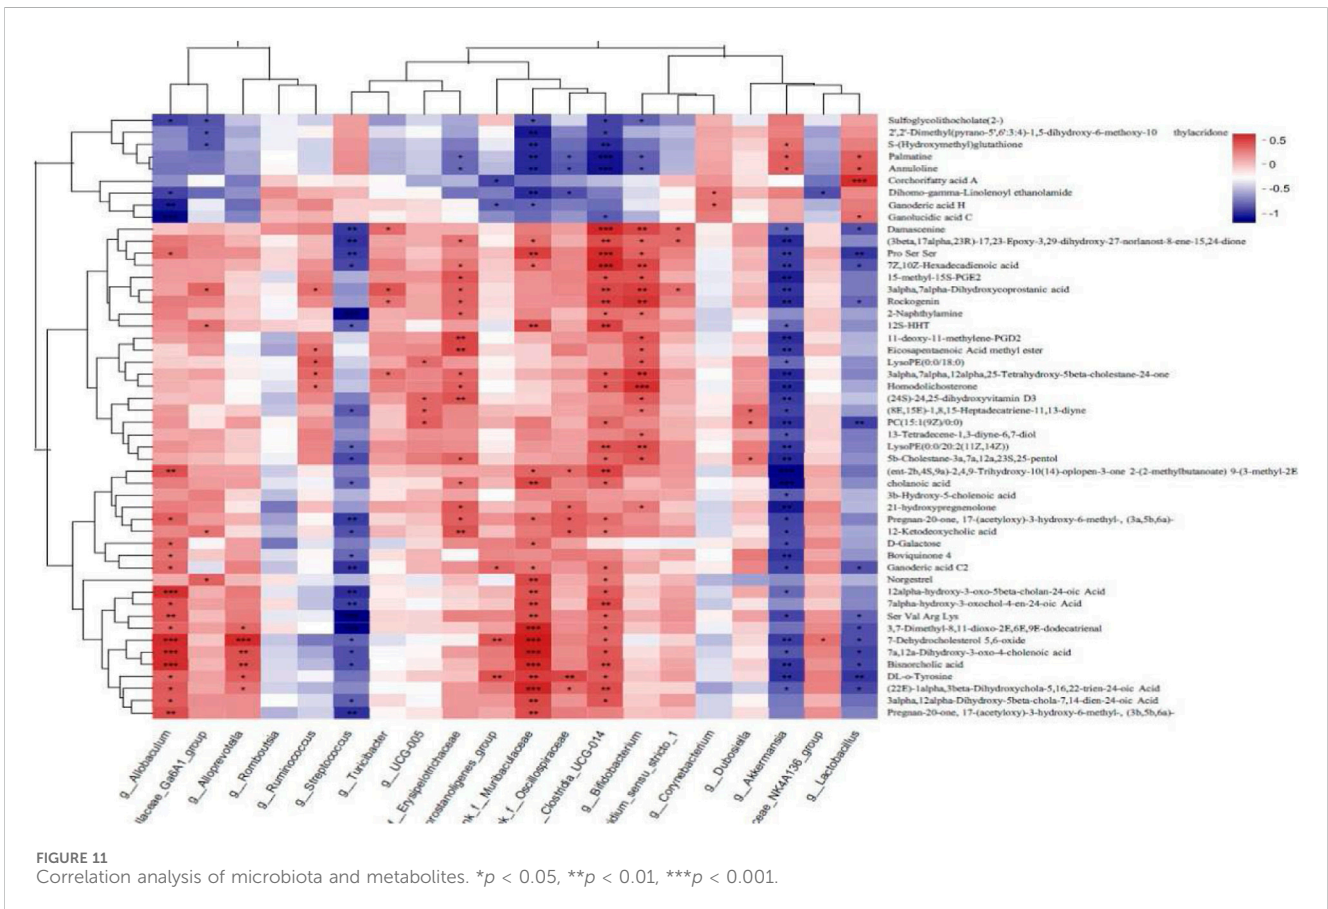 Sulfoglycolithocholate(2-)
2',2'-Dimethyl(pyrano-5',6':3:4)-1,5-dihydroxy-6-methoxy-10 thylacridone
S-(Hydroxymethyl)glutathione
Palmatine
Annuloline
Corchorifatty acid A
Dihomo-gamma-Linolenoyl ethanolamide
Ganoderic acid H
Ganolucidic acid C
Damascenine
(3beta,17alpha,23R)-17,23-Epoxy-3,29-dihydroxy-27-norlanost-8-ene-15,24-dione
Pro Ser Ser
7Z,10Z-Hexadecadienoic acid
15-methyl-15S-PGE2
3alpha,7alpha-Dihydroxycoprostanic acid
Rockogenin
2-Naphthylamine
12S-HHT
11-deoxy-11-methylene-PGD2
Eicosapentaenoic Acid methyl ester
LysoPE(0:0/18:0)
3alpha,7alpha,12alpha,25-Tetrahydroxy-5beta-cholestane-24-one
Homodolichosterone
(24S)-24,25-dihydroxyvitamin D3
(8E,15E)-1,8,15-Heptadecatriene-11,13-diyne
PC(15:1(9Z)/0:0)
13-Tetradecene-1,3-diyne-6,7-diol
LysoPE(0:0/20:2(11Z,14Z))
5b-Cholestane-3a,7a,12a,23S,25-pentol
(ent-2b,4S,9a)-2,4,9-Trihydroxy-10(14)-oplopen-3-one 2-(2-methylbutanoate) 9-(3-methyl-2E
cholanoic acid
3b-Hydroxy-5-cholenoic acid
21-hydroxypregnenolone
Pregnan-20-one, 17-(acetyloxy)-3-hydroxy-6-methyl-, (3a,5b,6a)-
12-Ketodeoxycholic acid
D-Galactose
Boviquinone 4
Ganoderic acid C2
Norgestrel
12alpha-hydroxy-3-oxo-5beta-cholan-24-oic Acid
7alpha-hydroxy-3-oxochol-4-en-24-oic Acid
Ser Val Arg Lys
3,7-Dimethyl-8,11-dioxo-2E,6E,9E-dodecatrienal
7-Dehydrocholesterol 5,6-oxide
7a,12a-Dihydroxy-3-oxo-4-cholenoic acid
Bisnorcholic acid
DL-o-Tyrosine
(22E)-1alpha,3beta-Dihydroxychola-5,16,22-trien-24-oic Acid
3alpha,12alpha-Dihydroxy-5beta-chola-7,14-dien-24-oic Acid
Pregnan-20-one, 17-(acetyloxy)-3-hydroxy-6-methyl-, (3b,5b,6a)-
0.5
0
-0.5
-1
g__Allobaculum
llaceae_Ga6A1_group
g__Alloprevotella
g__Romboutsia
g__Ruminococcus
g__Streptococcus
g__Turicibacter
g__UCG-005
f__Erysipelotrichaceae
prostanoligenes_group
nk_f__Muribaculaceae
nk_f__Oscillospiraceae
_Clostridia_UCG-014
g__Bifidobacterium
ridium_sensu_stricto_1
g__Corynebacterium
g__Dubosiella
g__Akkermansia
ceae_NK4A136_group
g__Lactobacillus
FIGURE 11
Correlation analysis of microbiota and metabolites. *p < 0.05, **p < 0.01, ***p < 0.001.